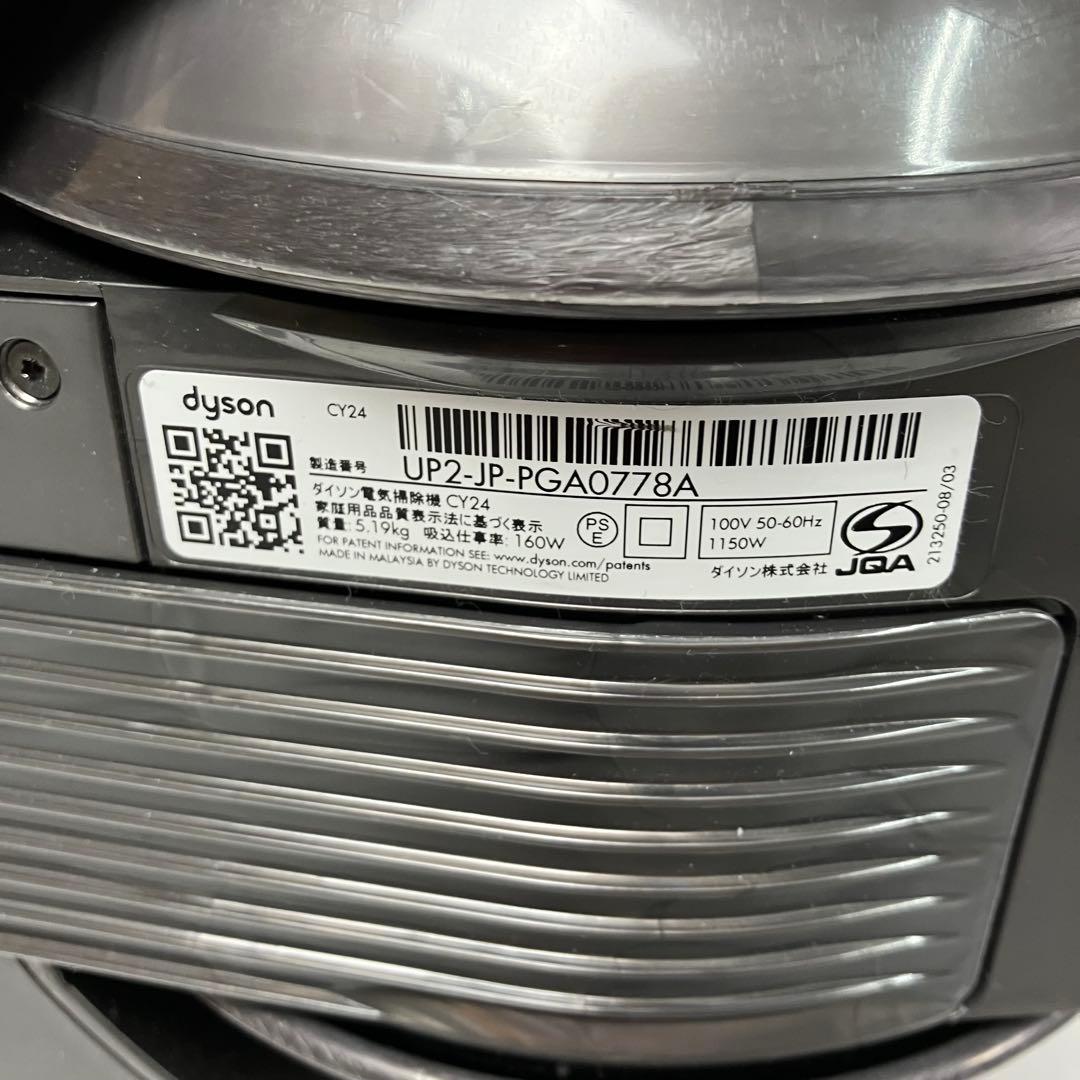 dyson
CY24
製造番号 UP2-JP-PGA0778A
ダイソン電気掃除機 CY24
家庭用品品質表示法に基づく表示
質量: 5.19kg 吸込仕事率: 160W
FOR PATENT INFORMATION SEE: www.dyson.com/patents
MADE IN MALAYSIA BY DYSON TECHNOLOGY LIMITED
PS
E
100V 50-60Hz
1150W
ダイソン株式会社
JQA
213250-08/03